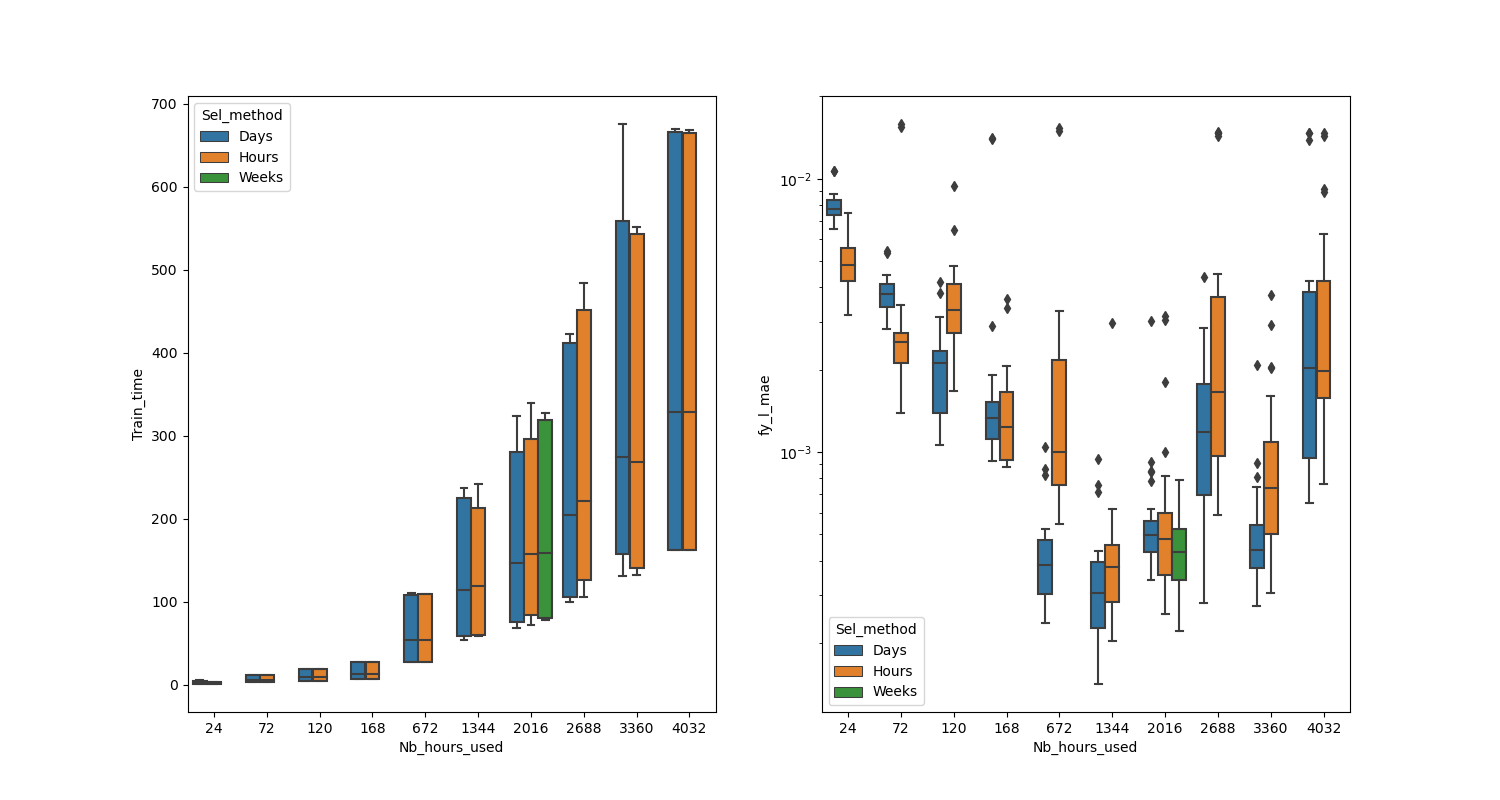 700
600
500
400
300
200
100
0
Train_time
Sel_method
Days
Hours
Weeks
24 72 120 168 672 1344 2016 2688 3360 4032
Nb_hours_used
10⁻²
10⁻³
fy_l_mae
Sel_method
Days
Hours
Weeks
24 72 120 168 672 1344 2016 2688 3360 4032
Nb_hours_used